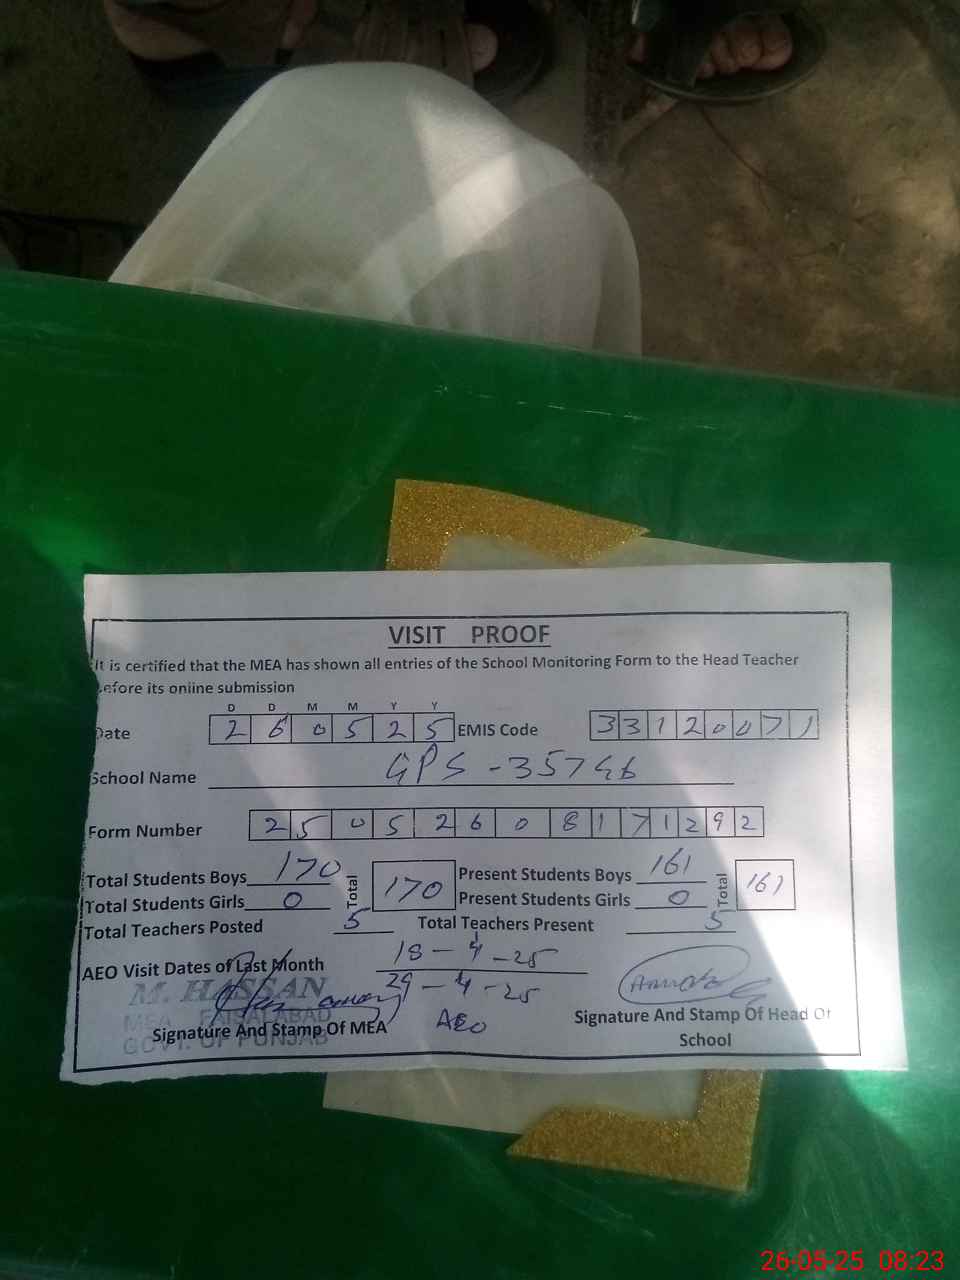 VISIT PROOF
It is certified that the MEA has shown all entries of the School Monitoring Form to the Head Teacher
before its online submission
D D M M Y Y
Date 2 6 0 5 2 5 EMIS Code 3 3 1 2 0 0 7 1
School Name GPS -
Form Number 2 5 0 5 2 6 0 8 1 7 1 2 9 2
Total Students Boys 170 Total 170 Present Students Boys 161 Total 161
Total Students Girls 0 Present Students Girls 0
Total Teachers Posted 5 Total Teachers Present 5
AEO Visit Dates of Last Month 18 - 4 - 25
29 - 4 - 25
M. HASSAN
MEA FAISALABAD
GOVT. OF PUNJAB
Signature And Stamp Of MEA AEO Signature And Stamp Of Head Of
School
26-05-25 08:23